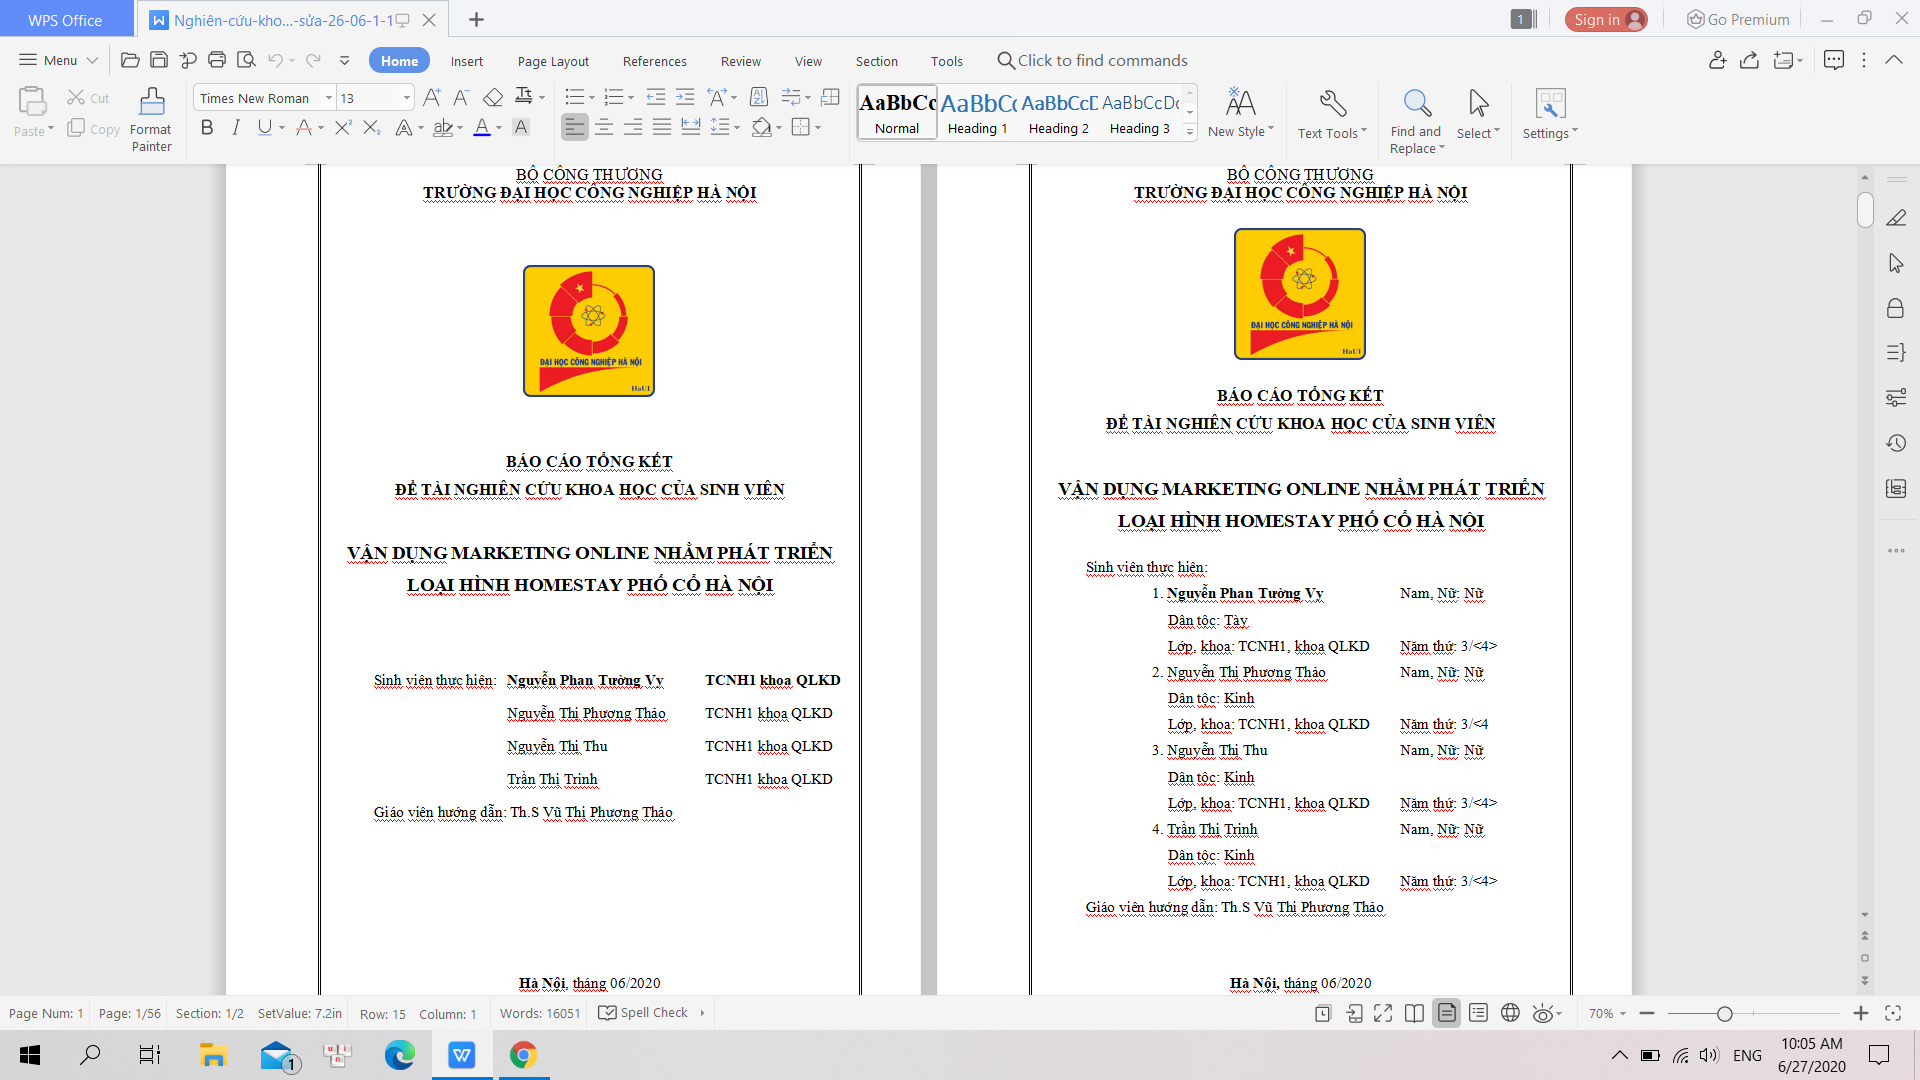 WPS Office
Nghiên-cứu-kho...-sửa-26-06-1-1
1
Sign in
Go Premium
Menu
Home
Insert
Page Layout
References
Review
View
Section
Tools
Click to find commands
Paste
Cut
Copy
Format Painter
Times New Roman
13
AaBbCc
Normal
AaBbC
Heading 1
AaBbCcD
Heading 2
AaBbCcDc
Heading 3
New Style
Text Tools
Find and Replace
Select
Settings
BỘ CÔNG THƯƠNG
TRƯỜNG ĐẠI HỌC CÔNG NGHIỆP HÀ NỘI
ĐẠI HỌC CÔNG NGHIỆP HÀ NỘI
HaUI
BÁO CÁO TỔNG KẾT
ĐỀ TÀI NGHIÊN CỨU KHOA HỌC CỦA SINH VIÊN
VẬN DỤNG MARKETING ONLINE NHẰM PHÁT TRIỂN
LOẠI HÌNH HOMESTAY PHỐ CỔ HÀ NỘI
Sinh viên thực hiện: Nguyễn Phan Tường Vy TCNH1 khoa QLKD
Nguyễn Thị Phương Thảo TCNH1 khoa QLKD
Nguyễn Thị Thu TCNH1 khoa QLKD
Trần Thị Trinh TCNH1 khoa QLKD
Giáo viên hướng dẫn: Th.S Vũ Thị Phương Thảo
Hà Nội, tháng 06/2020
BỘ CÔNG THƯƠNG
TRƯỜNG ĐẠI HỌC CÔNG NGHIỆP HÀ NỘI
ĐẠI HỌC CÔNG NGHIỆP HÀ NỘI
HaUI
BÁO CÁO TỔNG KẾT
ĐỀ TÀI NGHIÊN CỨU KHOA HỌC CỦA SINH VIÊN
VẬN DỤNG MARKETING ONLINE NHẰM PHÁT TRIỂN
LOẠI HÌNH HOMESTAY PHỐ CỔ HÀ NỘI
Sinh viên thực hiện:
1. Nguyễn Phan Tường Vy Nam, Nữ: Nữ
Dân tộc: Tày
Lớp, khoa: TCNH1, khoa QLKD Năm thứ: 3/<4>
2. Nguyễn Thị Phương Thảo Nam, Nữ: Nữ
Dân tộc: Kinh
Lớp, khoa: TCNH1, khoa QLKD Năm thứ: 3/<4
3. Nguyễn Thị Thu Nam, Nữ: Nữ
Dân tộc: Kinh
Lớp, khoa: TCNH1, khoa QLKD Năm thứ: 3/<4>
4. Trần Thị Trinh Nam, Nữ: Nữ
Dân tộc: Kinh
Lớp, khoa: TCNH1, khoa QLKD Năm thứ: 3/<4>
Giáo viên hướng dẫn: Th.S Vũ Thị Phương Thảo
Hà Nội, tháng 06/2020
Page Num: 1 Page: 1/56 Section: 1/2 SetValue: 7.2in Row: 15 Column: 1 Words: 16051 Spell Check
70%
1
ENG
10:05 AM
6/27/2020